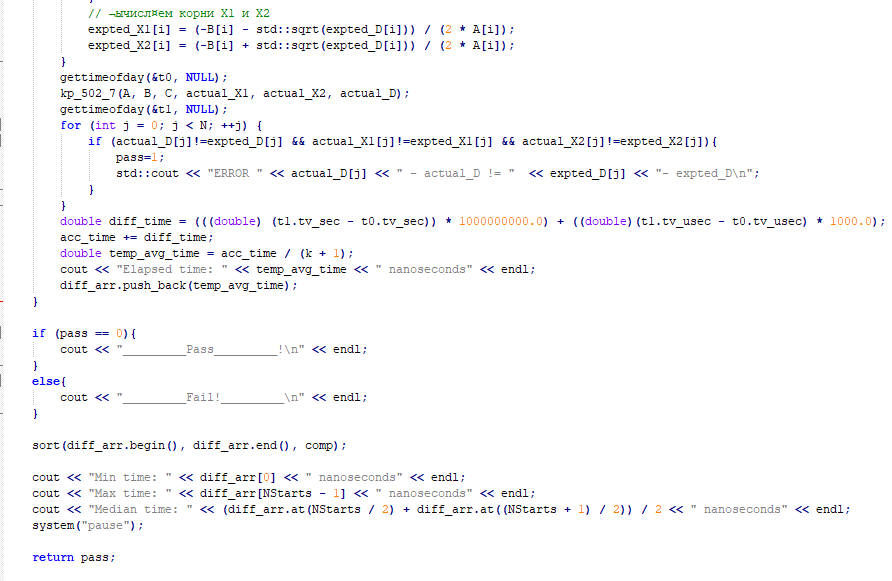 }
// ¬ычисл¤ем корни X1 и X2
expted_X1[i] = (-B[i] - std::sqrt(expted_D[i])) / (2 * A[i]);
expted_X2[i] = (-B[i] + std::sqrt(expted_D[i])) / (2 * A[i]);
}
gettimeofday(&t0, NULL);
kp_502_7(A, B, C, actual_X1, actual_X2, actual_D);
gettimeofday(&t1, NULL);
for (int j = 0; j < N; ++j) {
if (actual_D[j]!=expted_D[j] && actual_X1[j]!=expted_X1[j] && actual_X2[j]!=expted_X2[j]){
pass=1;
std::cout << "ERROR " << actual_D[j] << " - actual_D != "  << expted_D[j] << "- expted_D\n";
}
}
double diff_time = (((double) (t1.tv_sec - t0.tv_sec)) * 1000000000.0) + ((double)(t1.tv_usec - t0.tv_usec) * 1000.0);
acc_time += diff_time;
double temp_avg_time = acc_time / (k + 1);
cout << "Elapsed time: " << temp_avg_time << " nanoseconds" << endl;
diff_arr.push_back(temp_avg_time);
}
if (pass == 0){
cout << "_________Pass_________!\n" << endl;
}
else{
cout << "_________Fail!_________\n" << endl;
}
sort(diff_arr.begin(), diff_arr.end(), comp);
cout << "Min time: " << diff_arr[0] << " nanoseconds" << endl;
cout << "Max time: " << diff_arr[NStarts - 1] << " nanoseconds" << endl;
cout << "Median time: " << (diff_arr.at(NStarts / 2) + diff_arr.at((NStarts + 1) / 2)) / 2 << " nanoseconds" << endl;
system("pause");
return pass;